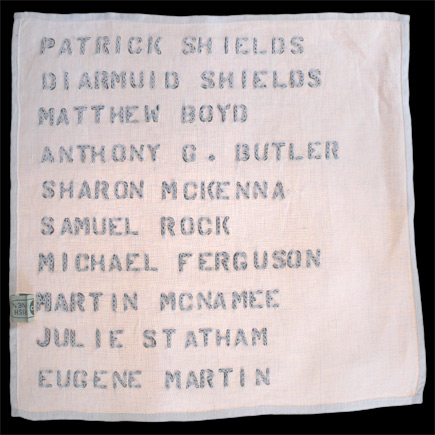 PATRICK SHIELDS
DIARMUID SHIELDS
MATTHEW BOYD
ANTHONY G. BUTLER
SHARON MCKENNA
SAMUEL ROCK
MICHAEL FERGUSON
MARTIN MCNAMEE
JULIE STATHAM
EUGENE MARTIN